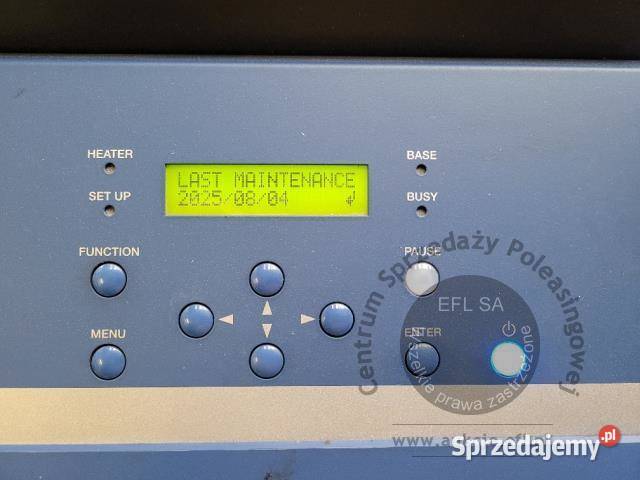 HEATER
BASE
LAST MAINTENANCE
2025/08/04
SET UP
BUSY
FUNCTION
PAUSE
MENU
ENTER
Centrum Sprzedaży Poleasingowej
EFL SA
Wszelkie prawa zastrzeżone
Sprzedajemy.pl